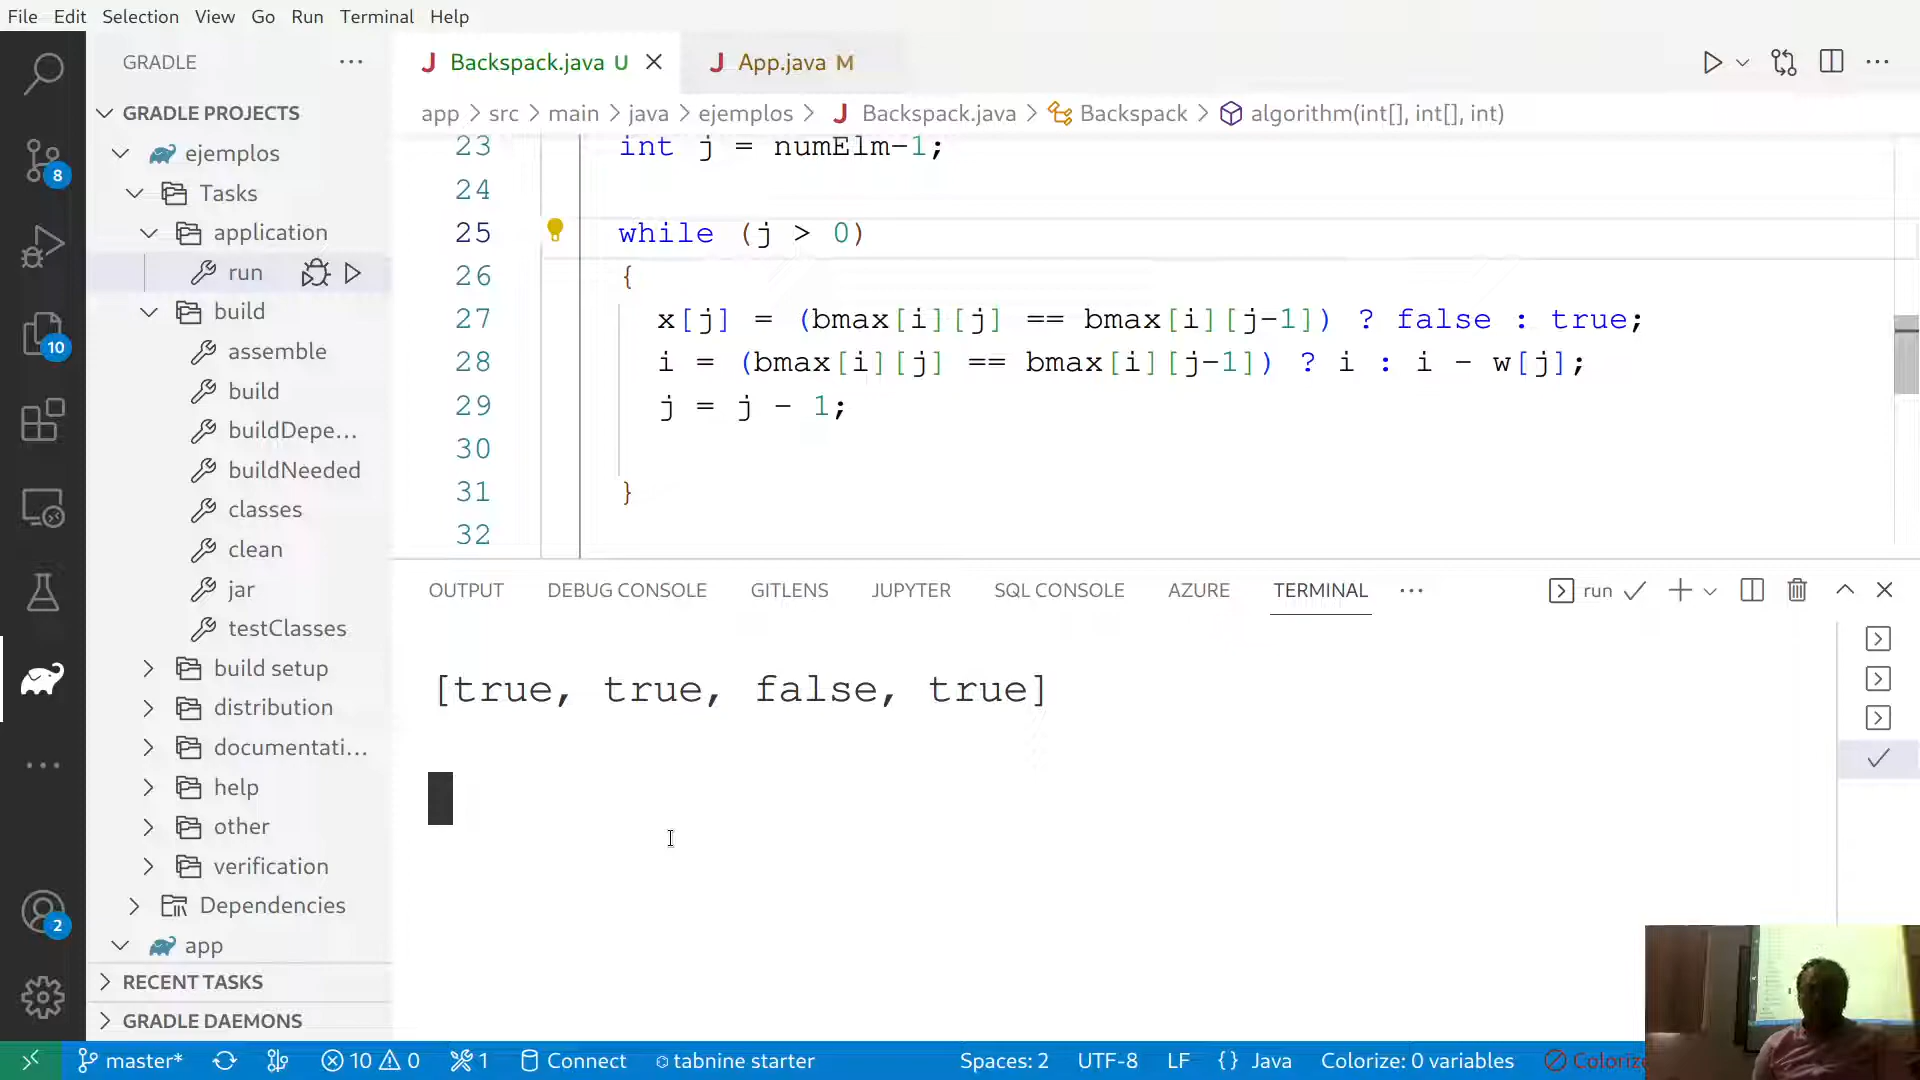 File Edit Selection View Go Run Terminal Help
GRADLE
Backspack.java U
App.java M
GRADLE PROJECTS
app > src > main > java > ejemplos > Backspack.java > Backspack > algorithm(int[], int[], int)
ejemplos
Tasks
application
run
build
assemble
build
buildDepe...
buildNeeded
classes
clean
jar
testClasses
build setup
distribution
documentati...
help
other
verification
Dependencies
app
RECENT TASKS
GRADLE DAEMONS
8
10
2
23 int j = numElm-1;
24
25 while (j > 0)
26 {
27 x[j] = (bmax[i][j] == bmax[i][j-1]) ? false : true;
28 i = (bmax[i][j] == bmax[i][j-1]) ? i : i - w[j];
29 j = j - 1;
30
31 }
32
OUTPUT DEBUG CONSOLE GITLENS JUPYTER SQL CONSOLE AZURE TERMINAL ... run
[true, true, false, true]
master* 10 0 1 Connect tabnine starter Spaces: 2 UTF-8 LF {} Java Colorize: 0 variables Colorize